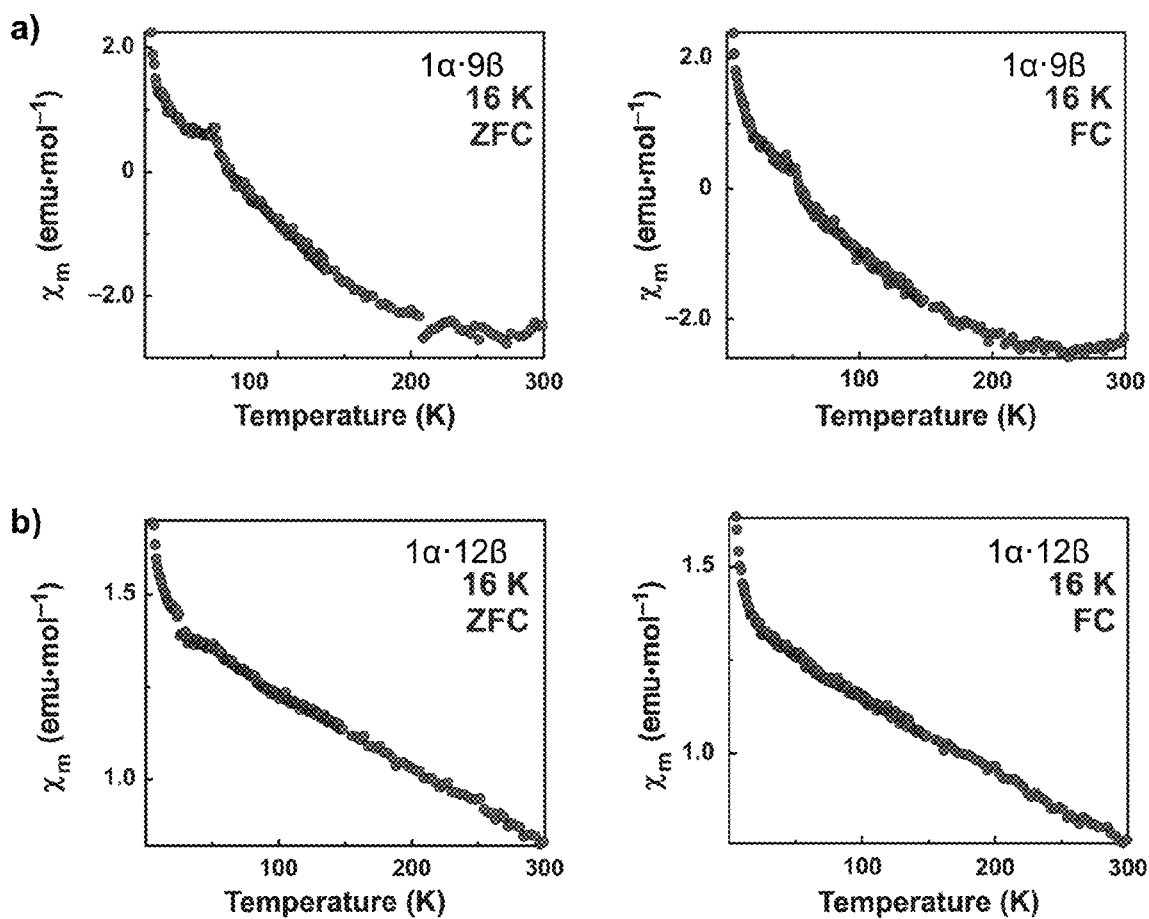 a)
2.0
0
−2.0
χm (emu•mol⁻¹)
1α·9ß
16 K
ZFC
100
200
300
Temperature (K)
2.0
0
−2.0
χm (emu•mol⁻¹)
1α·9ß
16 K
FC
100
200
300
Temperature (K)
b)
1.5
1.0
χm (emu•mol⁻¹)
1α·12ß
16 K
ZFC
100
200
300
Temperature (K)
1.5
1.0
χm (emu•mol⁻¹)
1α·12ß
16 K
FC
100
200
300
Temperature (K)